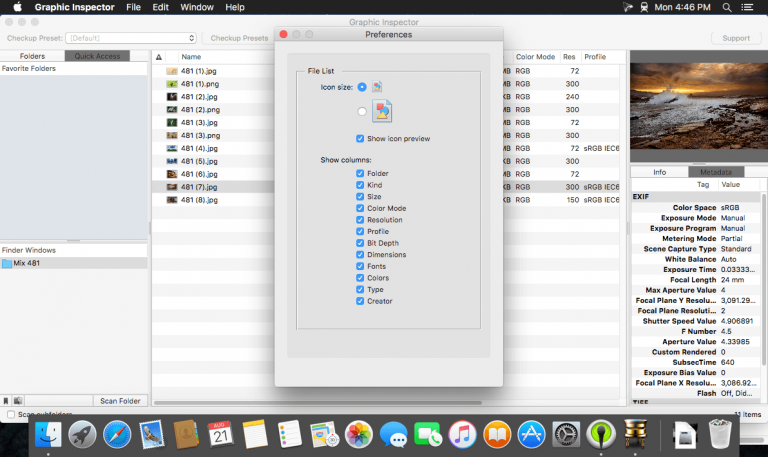 Graphic Inspector File Edit Window Help Mon 4:46 PM
Graphic Inspector
Checkup Preset: [Default] Checkup Presets Support
Preferences
Folders Quick Access
Favorite Folders
Name
Color Mode Res Profile
481 (1).jpg MB RGB 72
481 (1).png MB RGB 300
481 (2).jpg KB RGB 240
481 (2).png MB RGB 300
481 (3).jpg MB RGB 72
481 (3).png MB RGB 300
481 (4).jpg MB RGB 72 sRGB IEC6
481 (5).jpg KB RGB 300
481 (6).jpg MB RGB 72
481 (7).jpg KB RGB 300 sRGB IEC6
481 (8).jpg KB RGB 150 sRGB IEC6
File List
Icon size:
Show icon preview
Show columns:
Folder
Kind
Size
Color Mode
Resolution
Profile
Bit Depth
Dimensions
Fonts
Colors
Type
Creator
Finder Windows
Mix 481
Scan Folder
Scan subfolders
Info Metadata
Tag Value
EXIF
Color Space sRGB
Exposure Mode Manual
Exposure Program Manual
Metering Mode Partial
Scene Capture Type Standard
White Balance Auto
Exposure Time 0.03333...
Focal Length 24 mm
Max Aperture Value 4
Focal Plane Y Resolu... 3,091.29...
Focal Plane Resoluti... 2
Shutter Speed Value 4.906891
F Number 4.5
Aperture Value 4.33985
Custom Rendered 0
SubsecTime 640
Exposure Bias Value 0
Focal Plane X Resolu... 3,086.92...
Flash Off, Did...
TIFF
11 items
AUG
21